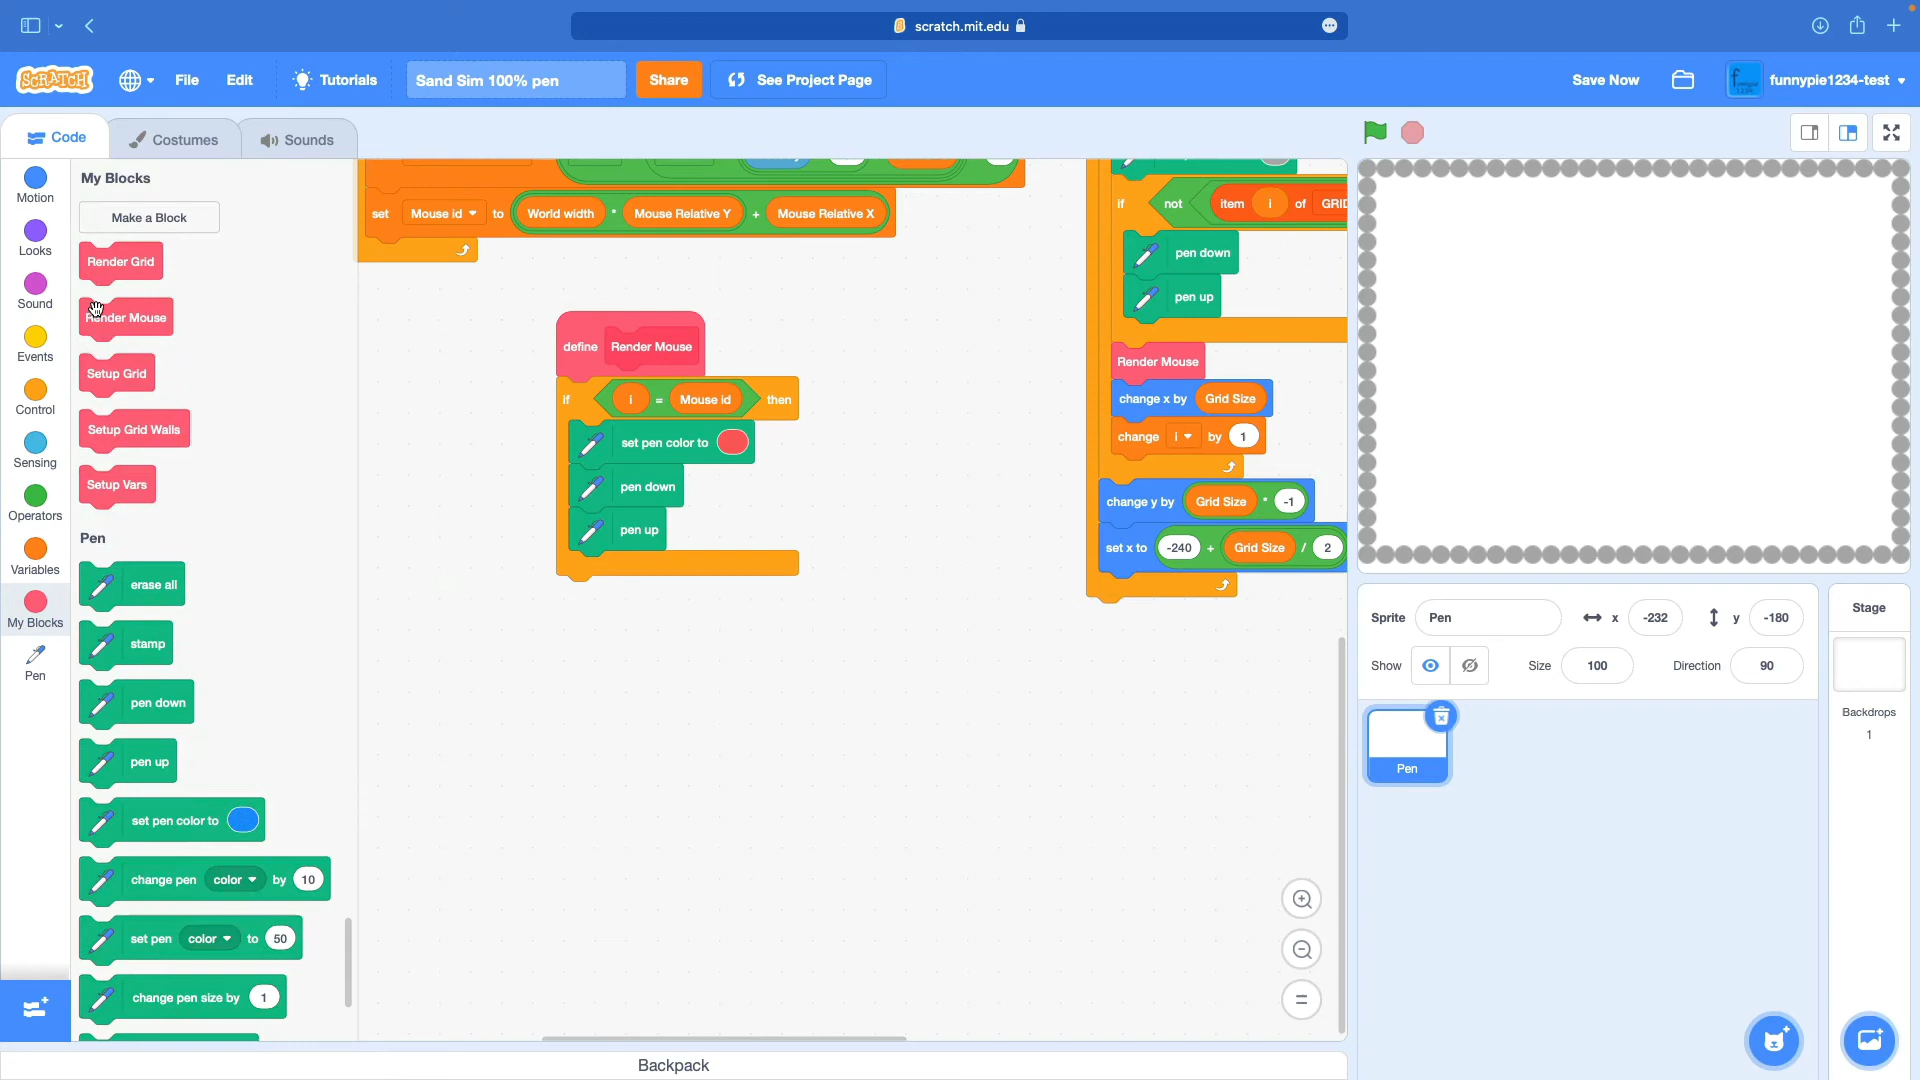 scratch.mit.edu
SCRATCH
File
Edit
Tutorials
Sand Sim 100% pen
Share
See Project Page
Save Now
funnypie1234-test
Code
Costumes
Sounds
Motion
Looks
Sound
Events
Control
Sensing
Operators
Variables
My Blocks
Pen
My Blocks
Make a Block
Render Grid
Render Mouse
Setup Grid
Setup Grid Walls
Setup Vars
Pen
erase all
stamp
pen down
pen up
set pen color to
change pen color by 10
set pen color to 50
change pen size by 1
set Mouse id to World width * Mouse Relative Y + Mouse Relative X
define Render Mouse
if i = Mouse id then
set pen color to
pen down
pen up
if not item i of GRID
pen down
pen up
Render Mouse
change x by Grid Size
change i by 1
change y by Grid Size * -1
set x to -240 + Grid Size / 2
Sprite Pen x -232 y -180
Show Size 100 Direction 90
Pen
Stage
Backdrops
1
Backpack